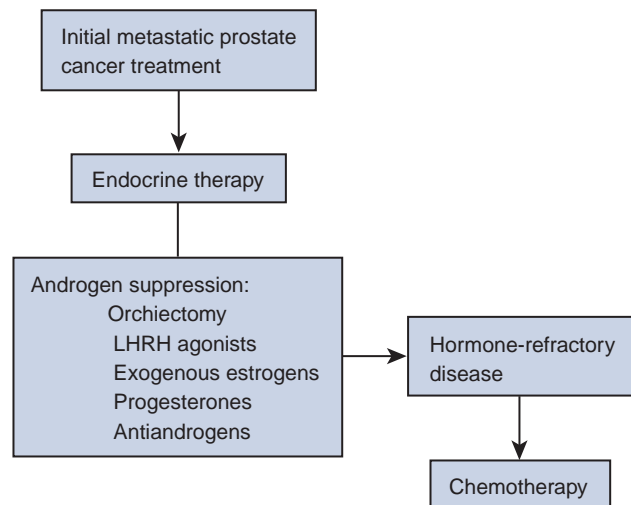 Initial metastatic prostate
cancer treatment
Endocrine therapy
Androgen suppression:
Orchiectomy
LHRH agonists
Exogenous estrogens
Progesterones
Antiandrogens
Hormone-refractory
disease
Chemotherapy